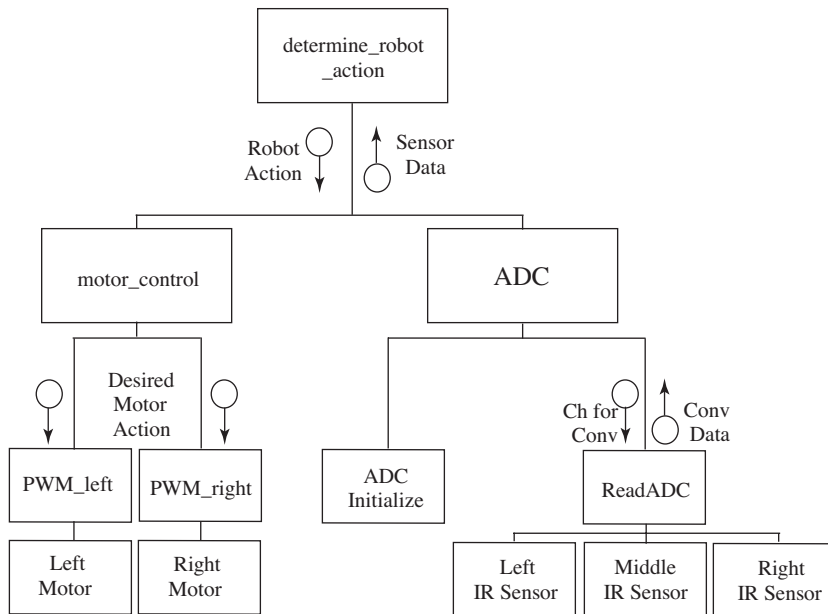 determine_robot
_action
Robot
Action
Sensor
Data
motor_control
ADC
Desired
Motor
Action
Ch for
Conv
Conv
Data
PWM_left
PWM_right
ADC
Initialize
ReadADC
Left
Motor
Right
Motor
Left
IR Sensor
Middle
IR Sensor
Right
IR Sensor